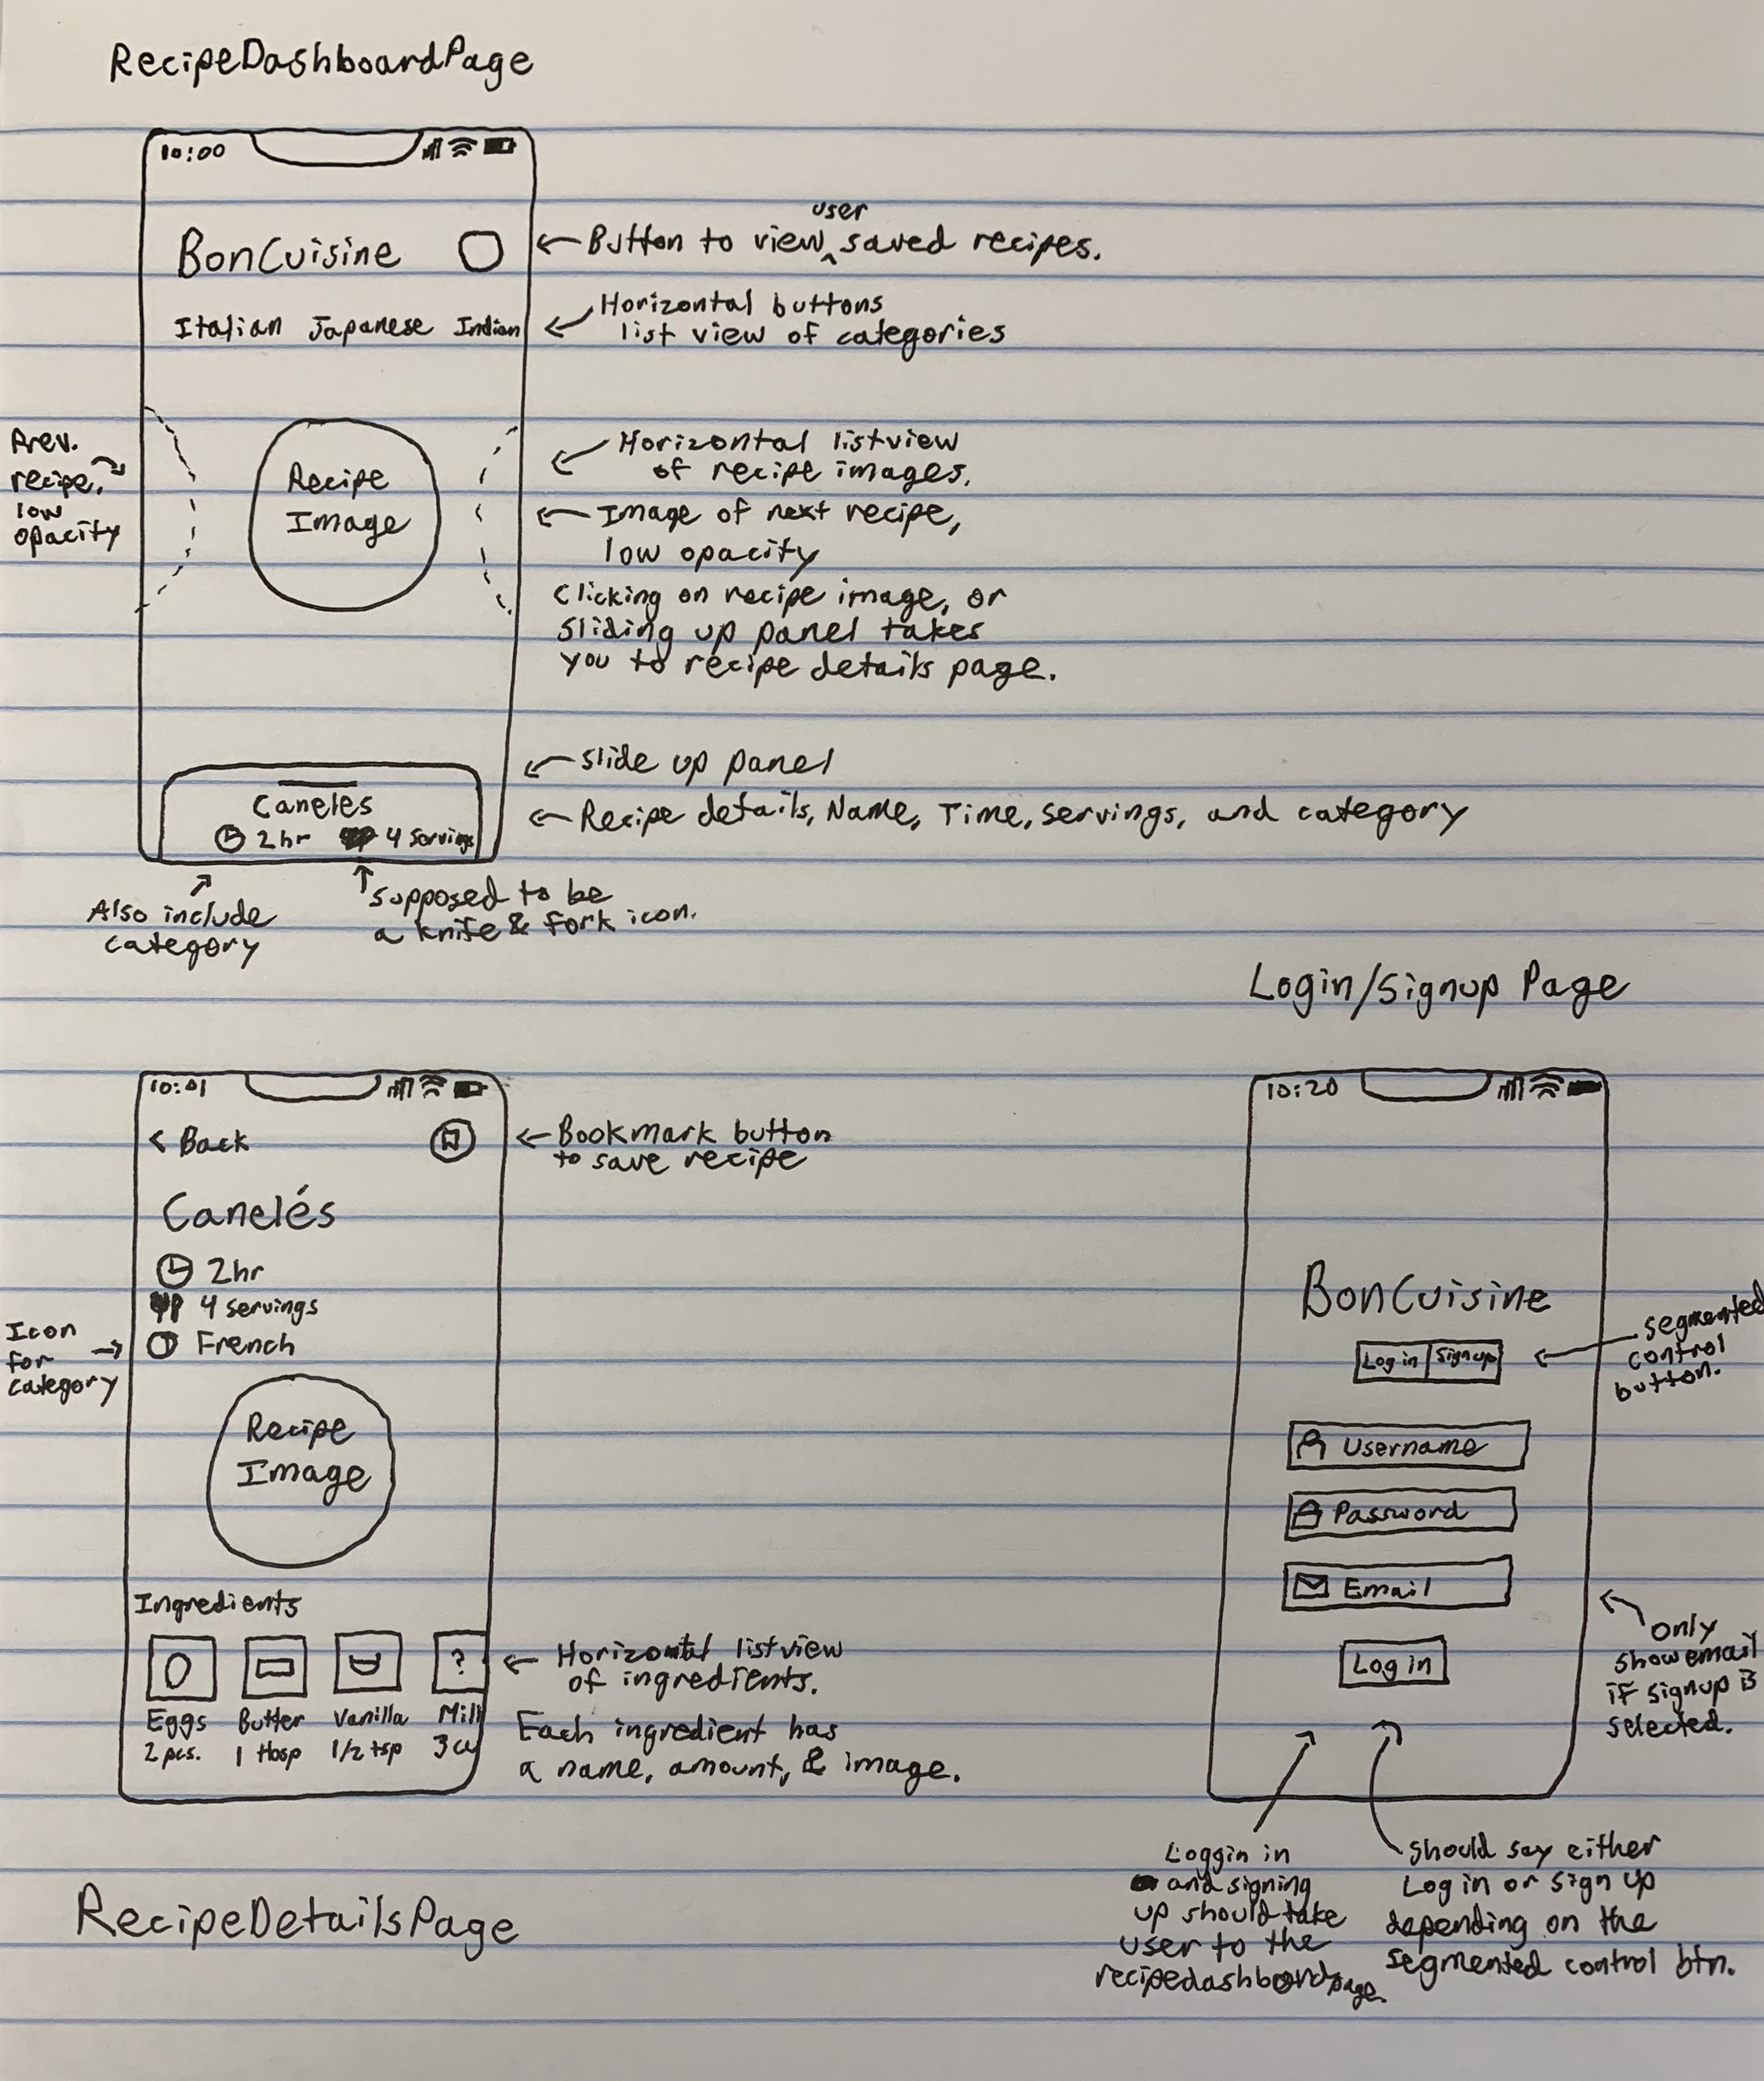 RecipeDashboardPage
10:00
BonCuisine
user
Button to view saved recipes.
Italian Japanese Indian
Horizontal buttons
list view of categories
Prev.
recipe,
low
opacity
Recipe
Image
Horizontal listview
of recipe images.
Image of next recipe,
low opacity
Clicking on recipe image, or
sliding up panel takes
you to recipe details page.
Slide up panel
Caneles
2hr 4 servings
Recipe details, Name, Time, servings, and category
Also include
category
supposed to be
a knife & fork icon.
Login/Signup Page
10:01
< Back
Bookmark button
to save recipe
Canelés
2hr
4 servings
French
Icon
for
category
Recipe
Image
Ingredients
?
Eggs Butter Vanilla Mil
2 pcs. 1 tbsp 1/2 tsp 3 cu
Horizontal listview
of ingredients.
Each ingredient has
a name, amount, & image.
RecipeDetailsPage
10:20
BonCuisine
Log in Sign up
segmented
control
button.
Username
Password
Email
only
show email
if signup is
selected.
Log in
Loggin in
and signing
up should take
user to the
recipedashboardpage.
Should say either
Log in or sign up
depending on the
segmented control btn.